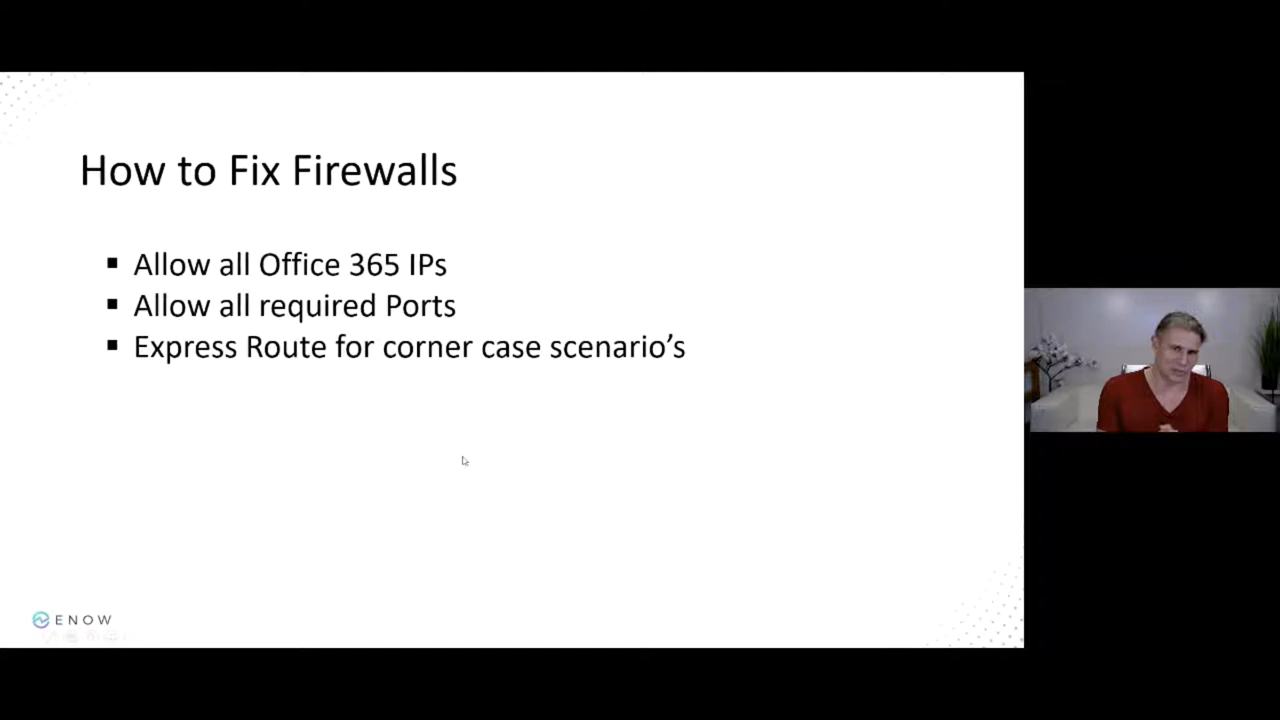 How to Fix Firewalls
▪ Allow all Office 365 IPs
▪ Allow all required Ports
▪ Express Route for corner case scenario’s
ENOW